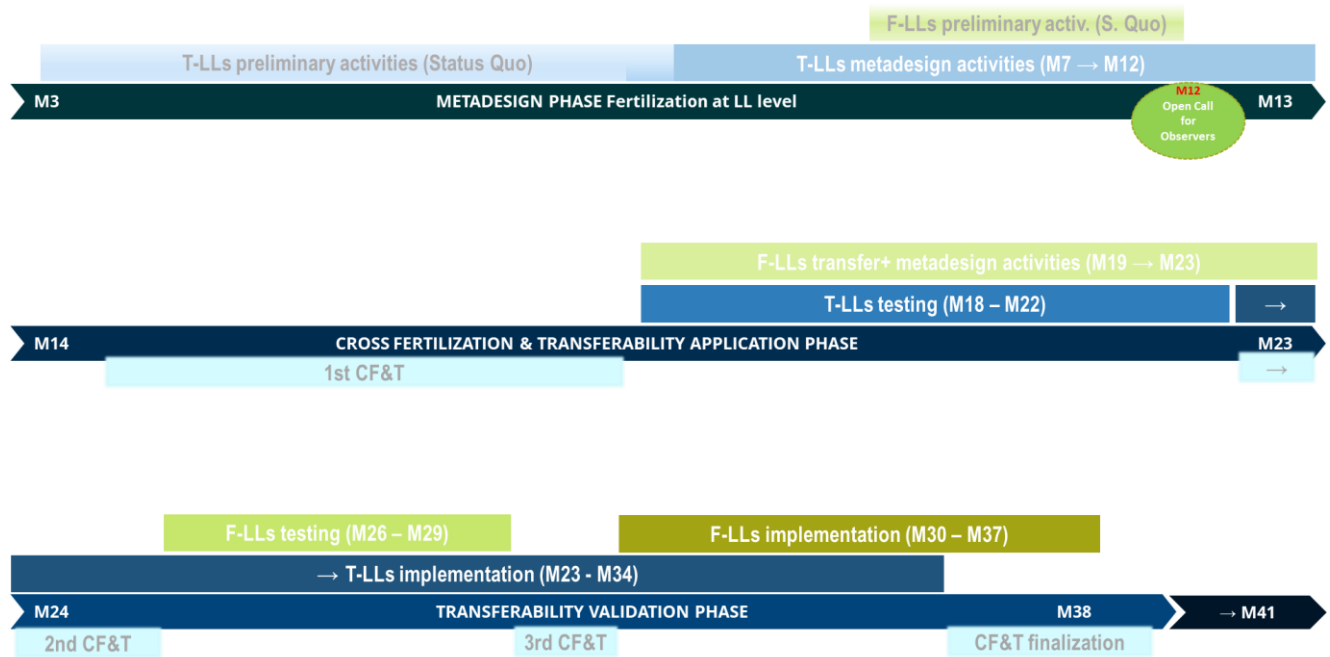 F-LLs preliminary activ. (S. Quo)
T-LLs preliminary activities (Status Quo)
T-LLs metadesign activities (M7 → M12)
M3
METADESIGN PHASE Fertilization at LL level
M12
Open Call
for
Observers
M13
F-LLs transfer+ metadesign activities (M19 → M23)
T-LLs testing (M18 – M22)
→
M14
CROSS FERTILIZATION & TRANSFERABILITY APPLICATION PHASE
M23
1st CF&T
→
F-LLs testing (M26 – M29)
F-LLs implementation (M30 – M37)
→ T-LLs implementation (M23 - M34)
M24
TRANSFERABILITY VALIDATION PHASE
M38
→ M41
2nd CF&T
3rd CF&T
CF&T finalization